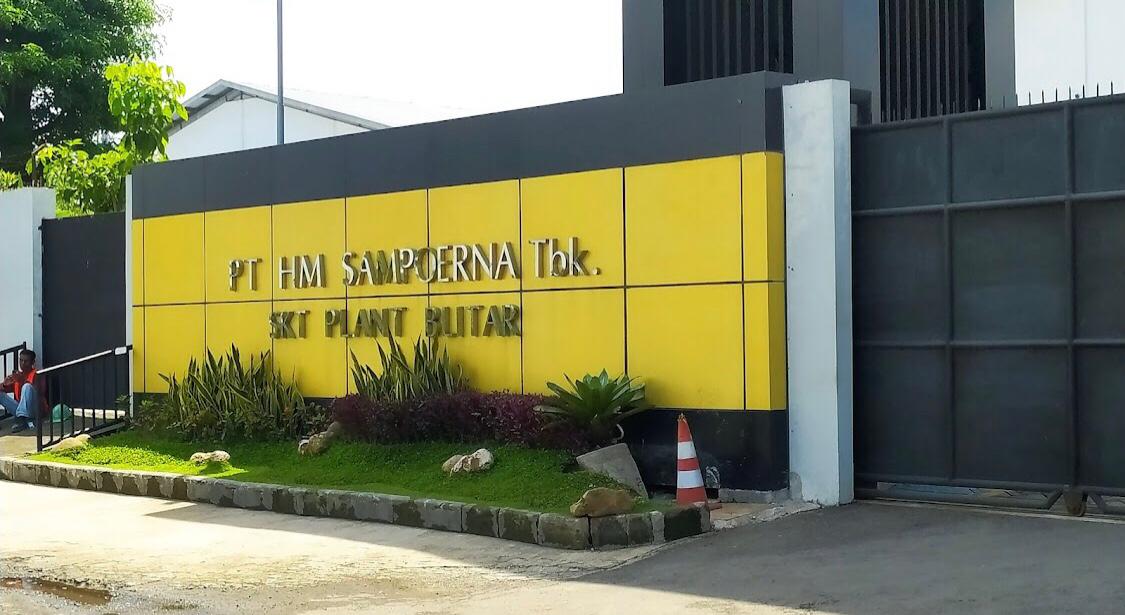 PT HM SAMPOERNA Tbk.
SKT PLANT BLITAR